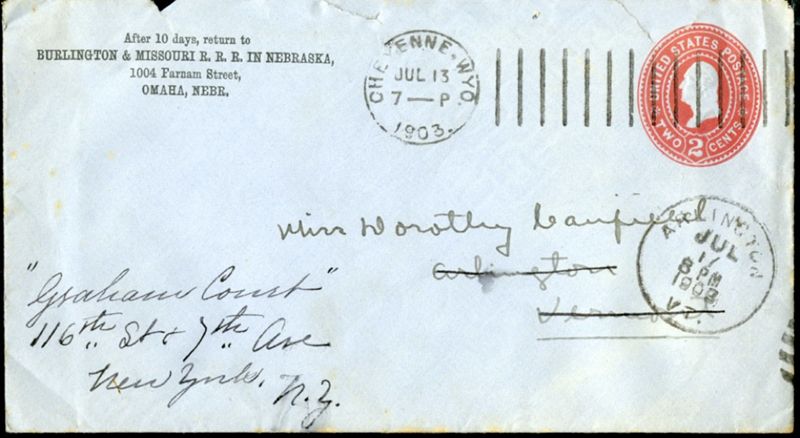 After 10 days, return to
BURLINGTON & MISSOURI R. R. R. IN NEBRASKA,
1004 Farnam Street,
OMAHA, NEBR.
CHEYENNE, WYO.
JUL 13
7 — P
1903.
UNITED STATES POSTAGE
TWO 2 CENTS
Miss Dorothy Canfield
Arlington
Vermont
ARLINGTON
JUL
17
8 PM
1903
VT.
"Graham Court"
116th St & 7th Ave
New York,
N.Y.